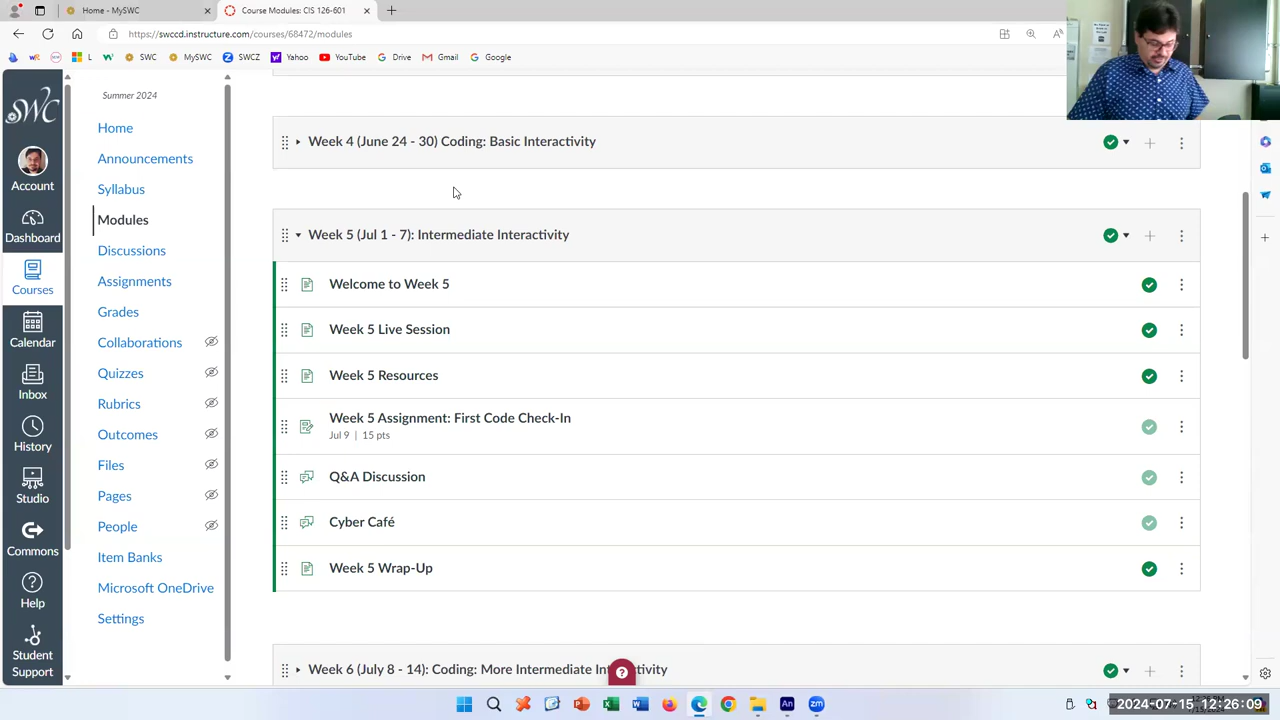 Home - MySWC
Course Modules: CIS 126-601
https://swccd.instructure.com/courses/68472/modules
L
SWC
MySWC
SWCZ
Yahoo
YouTube
Drive
Gmail
Google
SWC
Account
Dashboard
Courses
Calendar
Inbox
History
Studio
Commons
Help
Student
Support
Summer 2024
Home
Announcements
Syllabus
Modules
Discussions
Assignments
Grades
Collaborations
Quizzes
Rubrics
Outcomes
Files
Pages
People
Item Banks
Microsoft OneDrive
Settings
Week 4 (June 24 - 30) Coding: Basic Interactivity
Week 5 (Jul 1 - 7): Intermediate Interactivity
Welcome to Week 5
Week 5 Live Session
Week 5 Resources
Week 5 Assignment: First Code Check-In
Jul 9 | 15 pts
Q&A Discussion
Cyber Café
Week 5 Wrap-Up
Week 6 (July 8 - 14): Coding: More Intermediate
2024-07-15 12:26:09